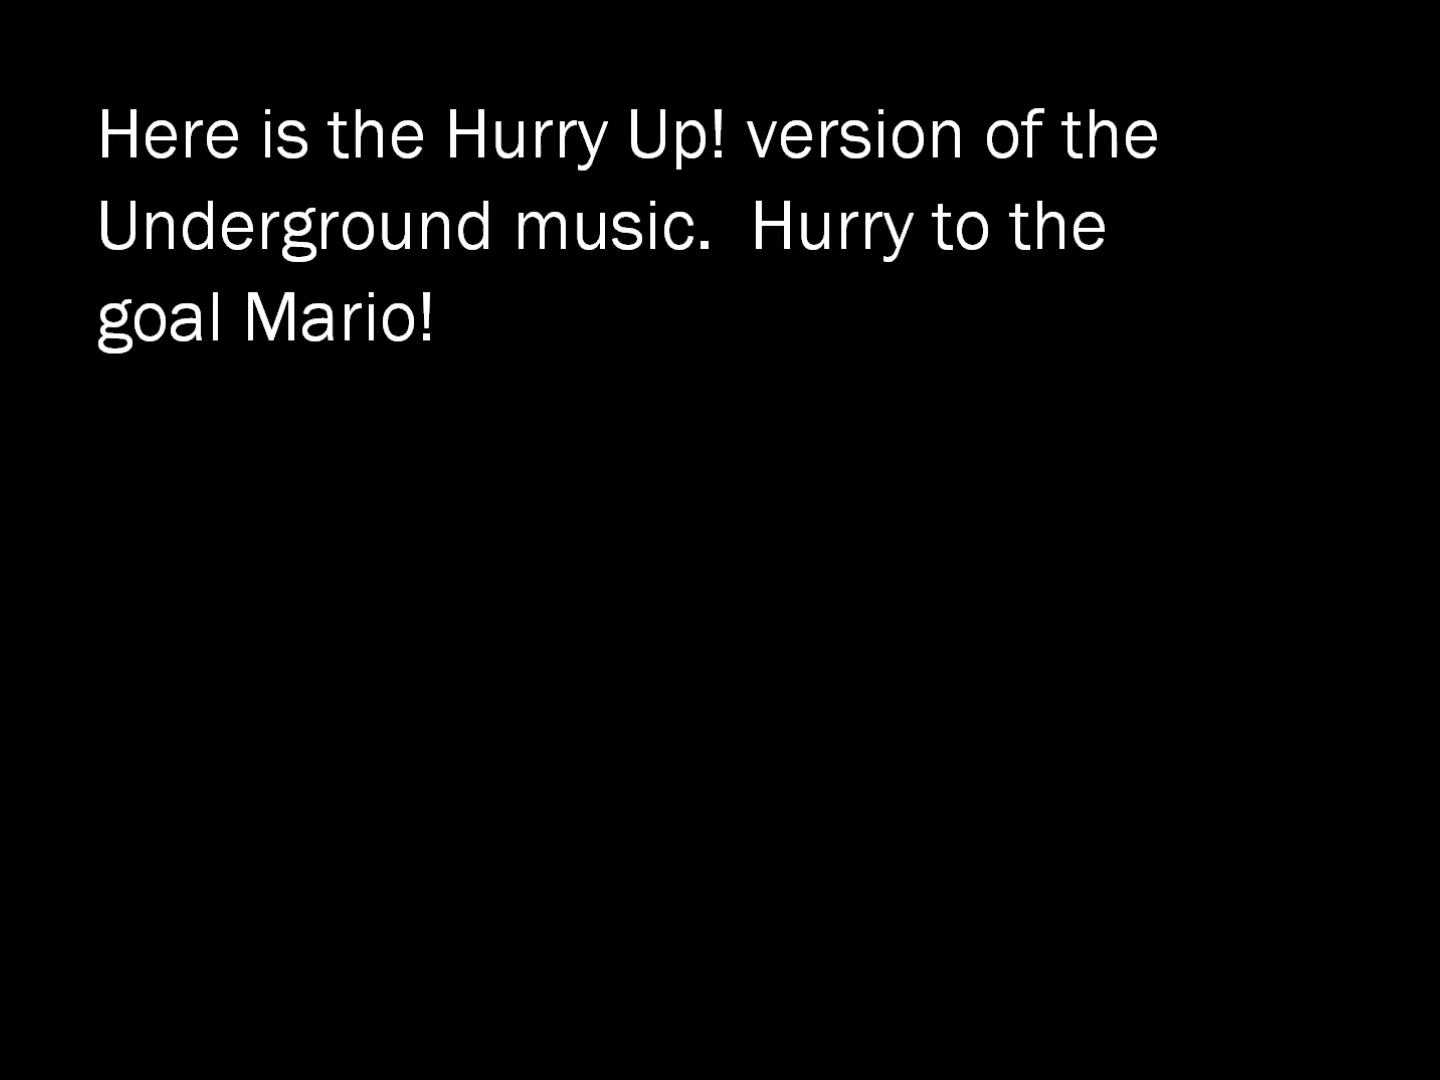 Here is the Hurry Up! version of the
Underground music.  Hurry to the
goal Mario!